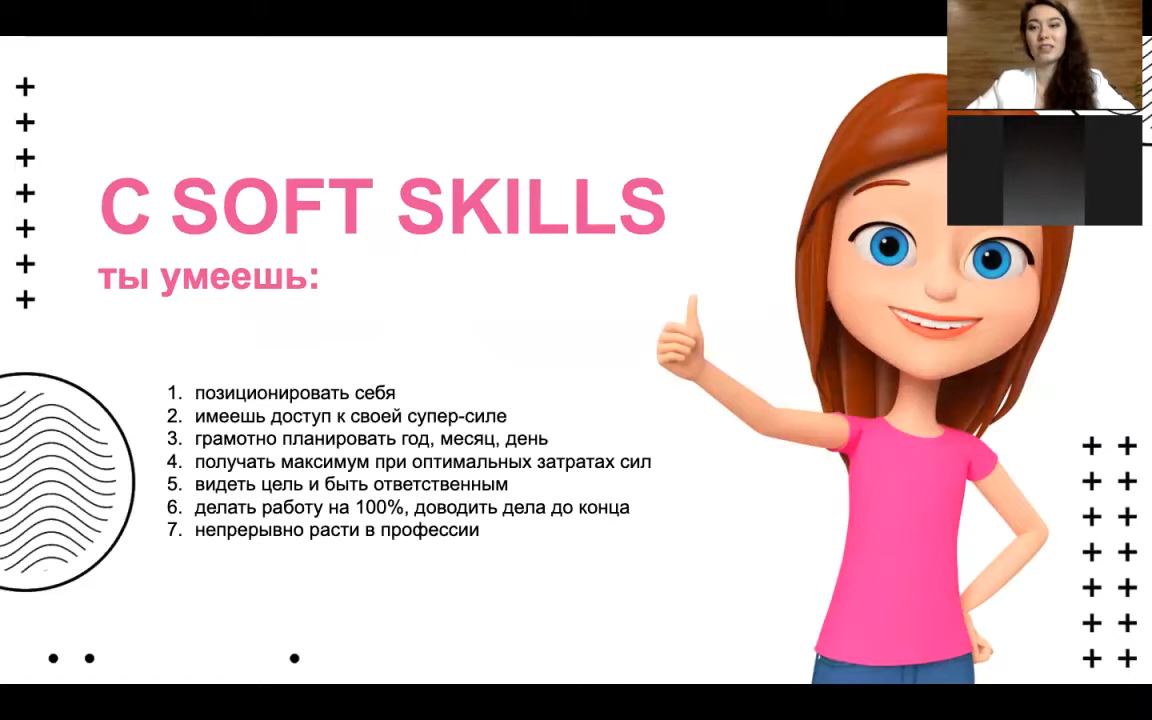 С SOFT SKILLS
ты умеешь:
1. позиционировать себя
2. имеешь доступ к своей супер-силе
3. грамотно планировать год, месяц, день
4. получать максимум при оптимальных затратах сил
5. видеть цель и быть ответственным
6. делать работу на 100%, доводить дела до конца
7. непрерывно расти в профессии